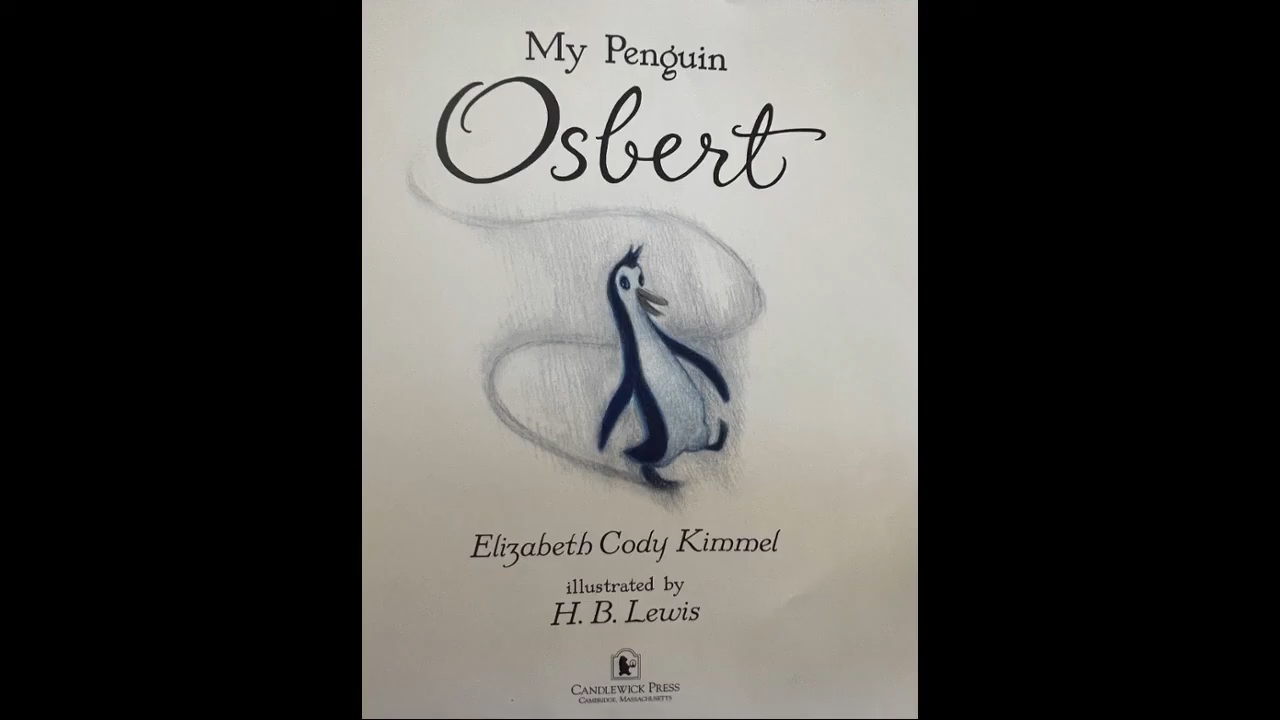 My Penguin
Osbert
Elizabeth Cody Kimmel
illustrated by
H. B. Lewis
CANDLEWICK PRESS
CAMBRIDGE, MASSACHUSETTS